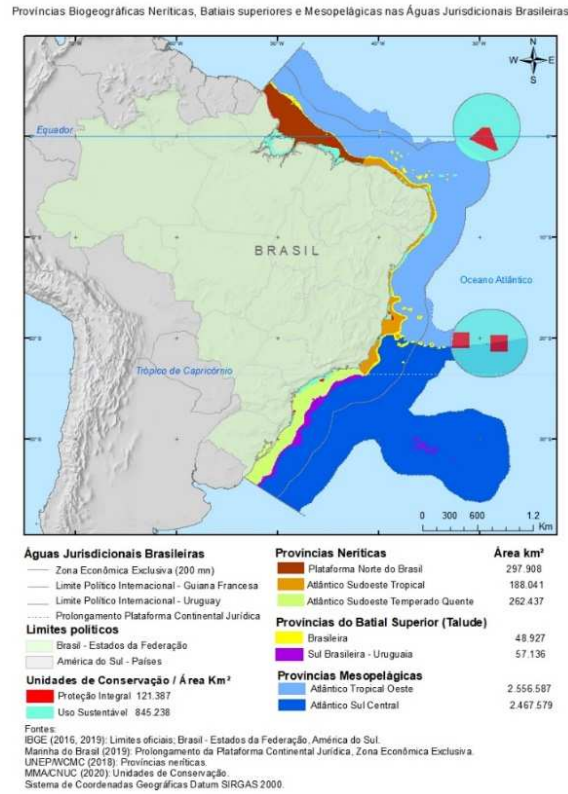 Províncias Biogeográficas Neríticas, Batiais superiores e Mesopelágicas nas Águas Jurisdicionais Brasileiras
N
W E
S
Equador
0°
BRASIL
Oceano Atlântico
Trópico de Capricórnio
0 300 600 1.2
Km
Águas Jurisdicionais Brasileiras
Zona Econômica Exclusiva (200 mn)
Limite Político Internacional - Guiana Francesa
Limite Político Internacional - Uruguay
Prolongamento Plataforma Continental Jurídica
Limites políticos
Brasil - Estados da Federação
América do Sul - Países
Unidades de Conservação / Área Km²
Proteção Integral 121.387
Uso Sustentável 845.238
Províncias Neríticas Área km²
Plataforma Norte do Brasil 297.908
Atlântico Sudoeste Tropical 188.041
Atlântico Sudoeste Temperado Quente 262.437
Províncias do Batial Superior (Talude)
Brasileira 48.927
Sul Brasileira - Uruguaia 57.136
Províncias Mesopelágicas
Atlântico Tropical Oeste 2.556.587
Atlântico Sul Central 2.467.579
Fontes:
IBGE (2016, 2019): Limites oficiais; Brasil - Estados da Federação, América do Sul.
Marinha do Brasil (2019): Prolongamento da Plataforma Continental Jurídica, Zona Econômica Exclusiva.
UNEP/WCMC (2018): Províncias neríticas.
MMA/CNUC (2020): Unidades de Conservação.
Sistema de Coordenadas Geográficas Datum SIRGAS 2000.